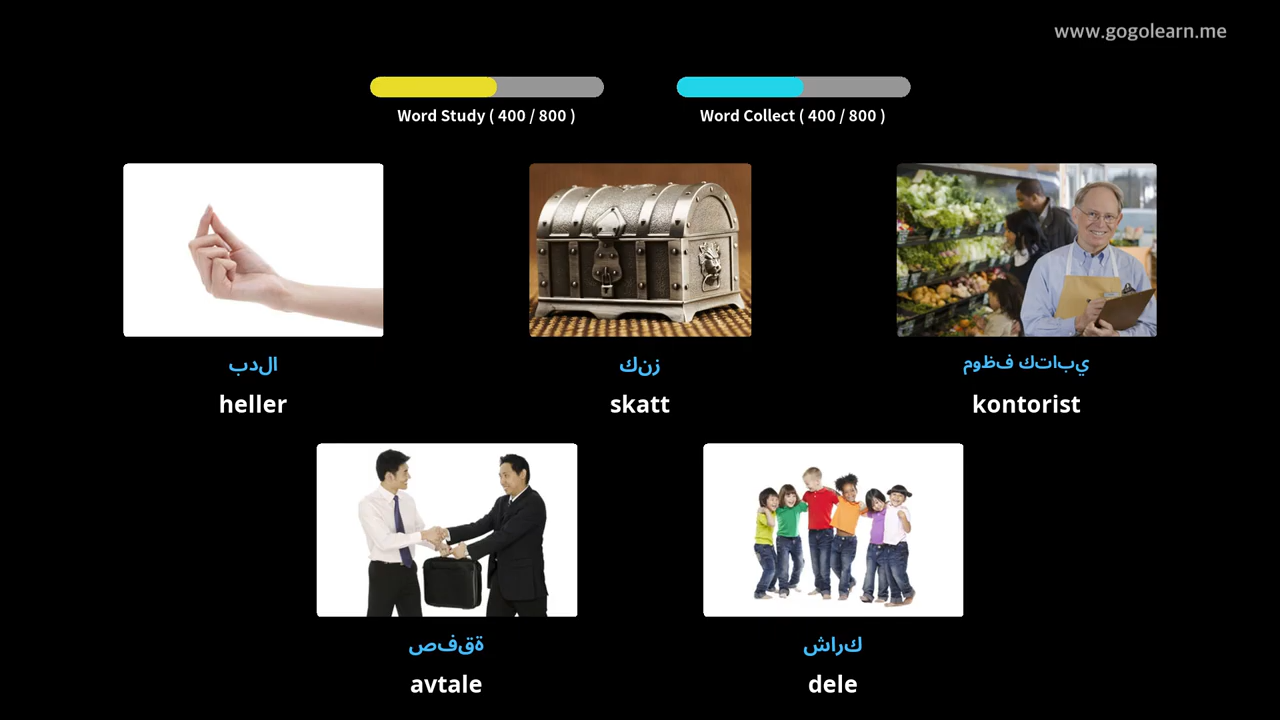 www.gogolearn.me
Word Study ( 400 / 800 )
Word Collect ( 400 / 800 )
الدب
heller
زنك
skatt
يباتك فظوم
kontorist
ةقفص
avtale
كراش
dele